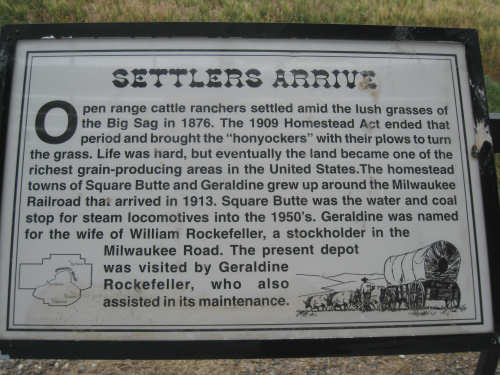 SETTLERS ARRIVE
Open range cattle ranchers settled amid the lush grasses of
the Big Sag in 1876. The 1909 Homestead Act ended that
period and brought the "honyockers" with their plows to turn
the grass. Life was hard, but eventually the land became one of the
richest grain-producing areas in the United States.The homestead
towns of Square Butte and Geraldine grew up around the Milwaukee
Railroad that arrived in 1913. Square Butte was the water and coal
stop for steam locomotives into the 1950's. Geraldine was named
for the wife of William Rockefeller, a stockholder in the
Milwaukee Road. The present depot
was visited by Geraldine
Rockefeller, who also
assisted in its maintenance.